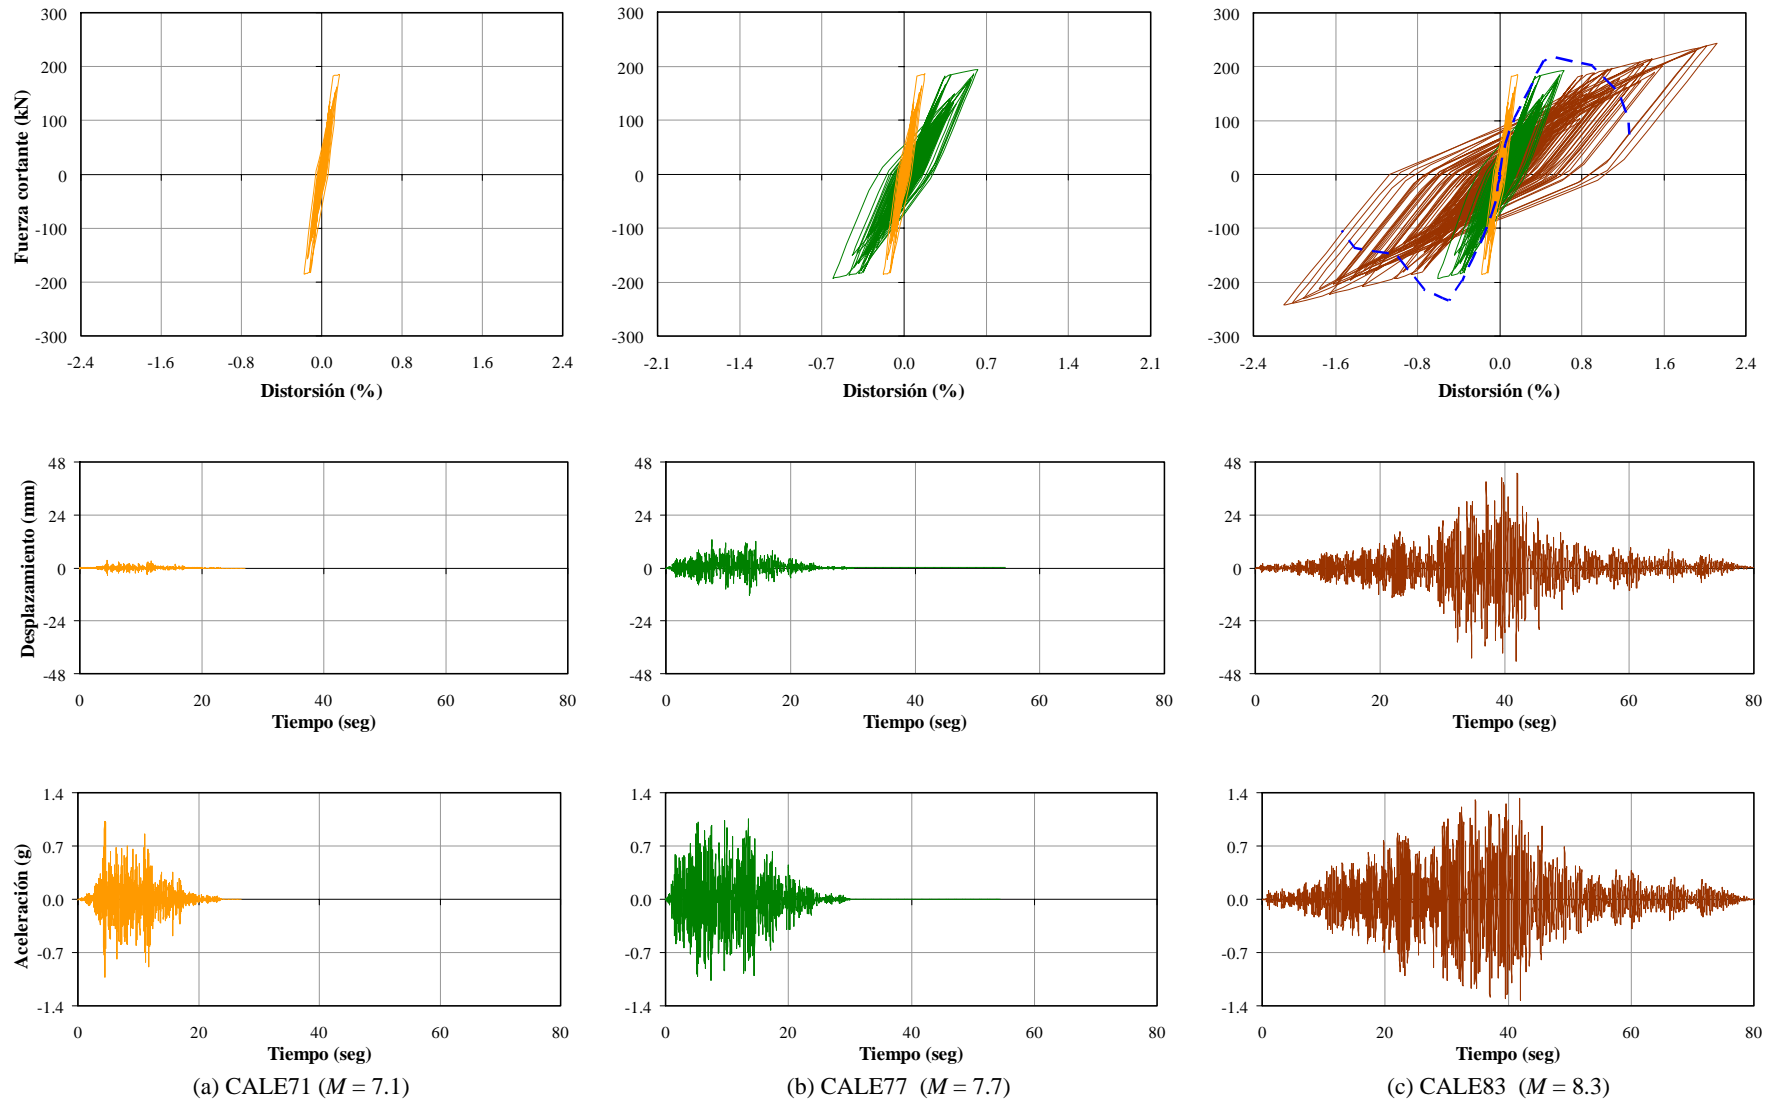 300 300 300
200 200 200
100 100 100
0 0 0
-100 -100 -100
-200 -200 -200
-300 -300 -300
Fuerza cortante (kN)
-2.4 -1.6 -0.8 0.0 0.8 1.6 2.4
Distorsión (%)
-2.1 -1.4 -0.7 0.0 0.7 1.4 2.1
Distorsión (%)
-2.4 -1.6 -0.8 0.0 0.8 1.6 2.4
Distorsión (%)
48 48 48
24 24 24
0 0 0
-24 -24 -24
-48 -48 -48
Desplazamiento (mm)
0 20 40 60 80
Tiempo (seg)
0 20 40 60 80
Tiempo (seg)
0 20 40 60 80
Tiempo (seg)
1.4 1.4 1.4
0.7 0.7 0.7
0.0 0.0 0.0
-0.7 -0.7 -0.7
-1.4 -1.4 -1.4
Aceleración (g)
0 20 40 60 80
Tiempo (seg)
0 20 40 60 80
Tiempo (seg)
0 20 40 60 80
Tiempo (seg)
(a) CALE71 (M = 7.1)
(b) CALE77 (M = 7.7)
(c) CALE83 (M = 8.3)